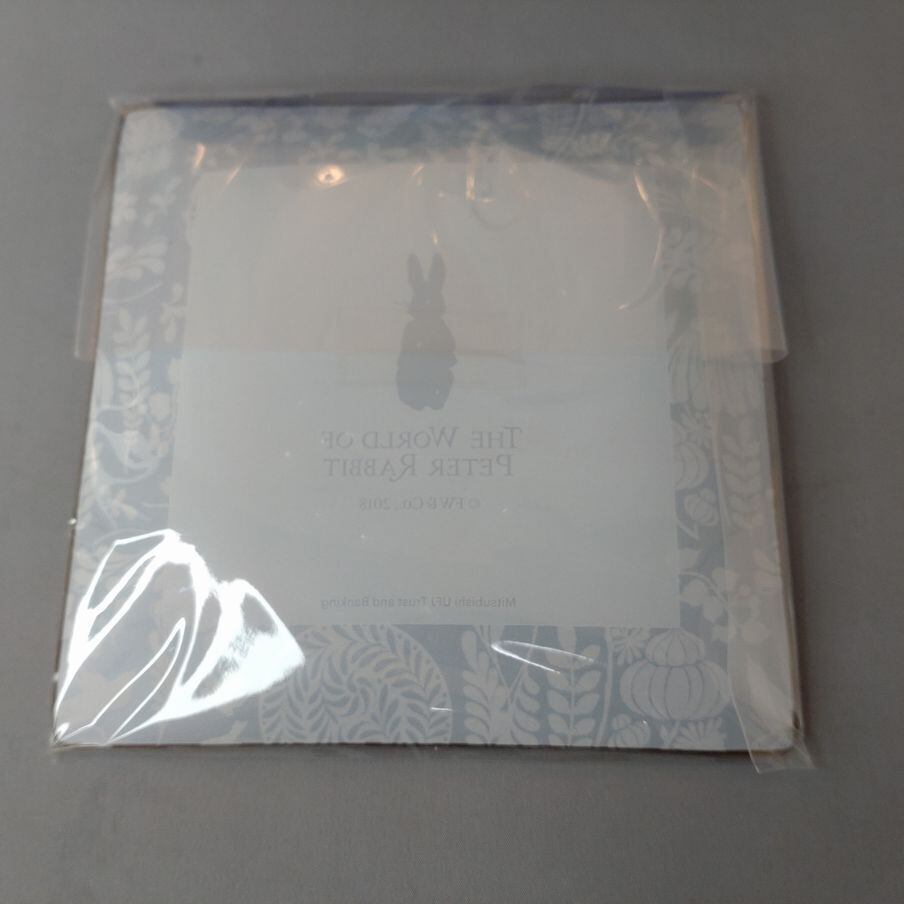 THE WORLD OF
PETER RABBIT
© FW & Co., 2018
Mitsubishi UFJ Trust and Banking